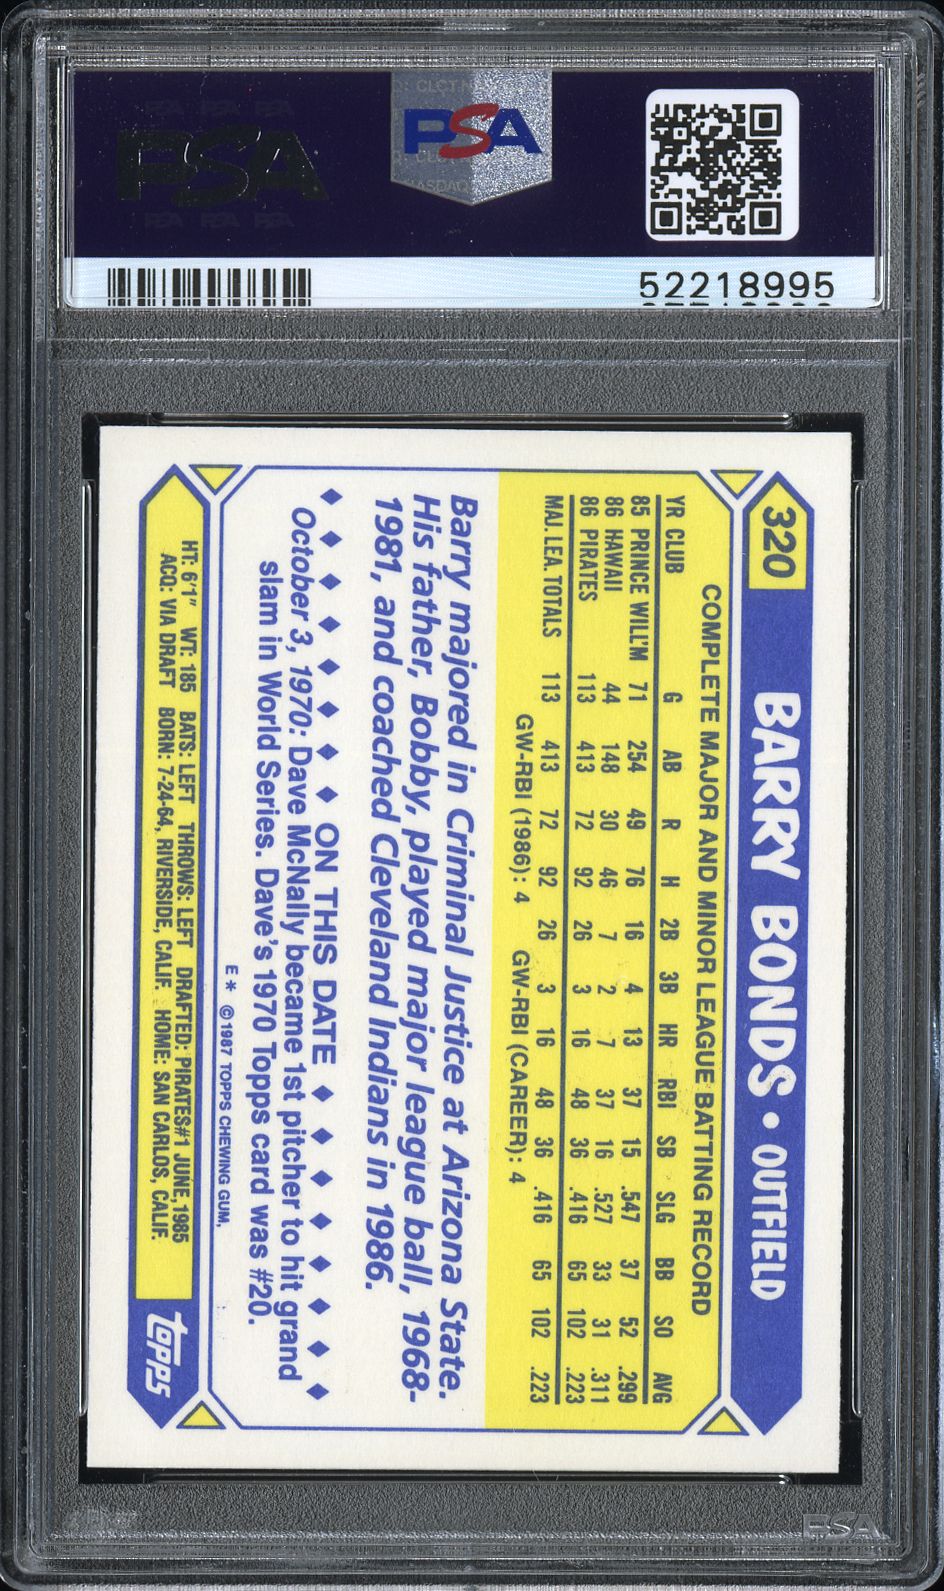 PSA
PSA
52218995
320 BARRY BONDS • OUTFIELD
COMPLETE MAJOR AND MINOR LEAGUE BATTING RECORD
YR CLUB G AB R H 2B 3B HR RBI SB SLG BB SO AVG
85 PRINCE WILL'M 71 254 49 76 16 4 13 37 15 .547 37 52 .299
86 HAWAII 44 148 30 46 7 2 7 37 16 .527 33 31 .311
86 PIRATES 113 413 72 92 26 3 16 48 36 .416 65 102 .223
MAJ. LEA. TOTALS 113 413 72 92 26 3 16 48 36 .416 65 102 .223
GW-RBI (1986): 4 GW-RBI (CAREER): 4
Barry majored in Criminal Justice at Arizona State.
His father, Bobby, played major league ball, 1968-
1981, and coached Cleveland Indians in 1986.
ON THIS DATE
October 3, 1970: Dave McNally became 1st pitcher to hit grand
slam in World Series. Dave's 1970 Topps card was #20.
E * ©1987 TOPPS CHEWING GUM,
HT: 6'1" WT: 185 BATS: LEFT THROWS: LEFT DRAFTED: PIRATES#1 JUNE,1985
ACQ: VIA DRAFT BORN: 7-24-64, RIVERSIDE, CALIF. HOME: SAN CARLOS, CALIF.
topps
PSA